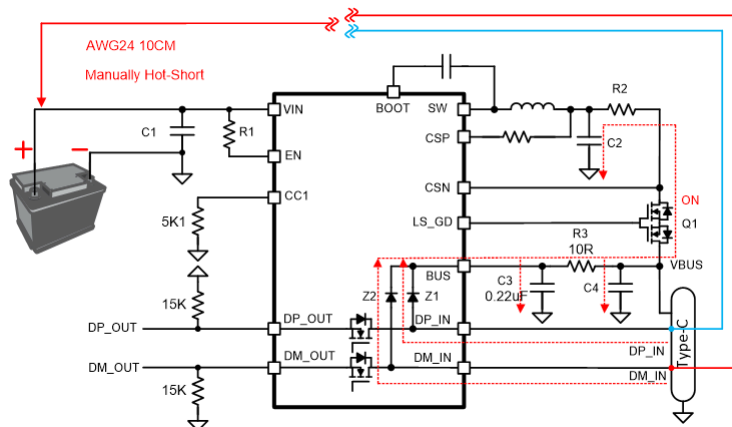 AWG24 10CM
Manually Hot-Short
+
−
C1
R1
VIN
EN
CC1
BOOT
SW
CSP
CSN
LS_GD
BUS
R2
C2
ON
Q1
R3
10R
VBUS
C3
0.22uF
C4
5K1
15K
Z2
Z1
DP_OUT
DP_OUT
DP_IN
DM_OUT
DM_OUT
DM_IN
15K
DP_IN
DM_IN
Type-C